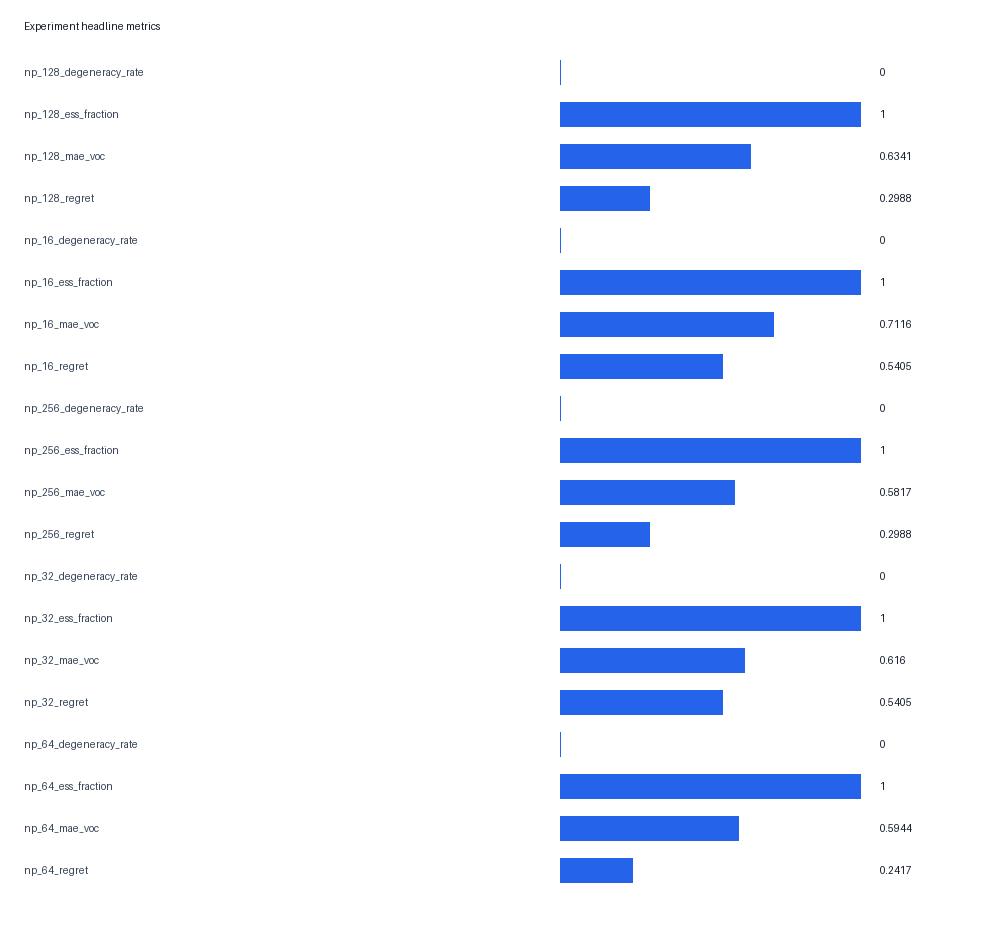 Experiment headline metrics
np_128_degeneracy_rate 0
np_128_ess_fraction 1
np_128_mae_voc 0.6341
np_128_regret 0.2988
np_16_degeneracy_rate 0
np_16_ess_fraction 1
np_16_mae_voc 0.7116
np_16_regret 0.5405
np_256_degeneracy_rate 0
np_256_ess_fraction 1
np_256_mae_voc 0.5817
np_256_regret 0.2988
np_32_degeneracy_rate 0
np_32_ess_fraction 1
np_32_mae_voc 0.616
np_32_regret 0.5405
np_64_degeneracy_rate 0
np_64_ess_fraction 1
np_64_mae_voc 0.5944
np_64_regret 0.2417